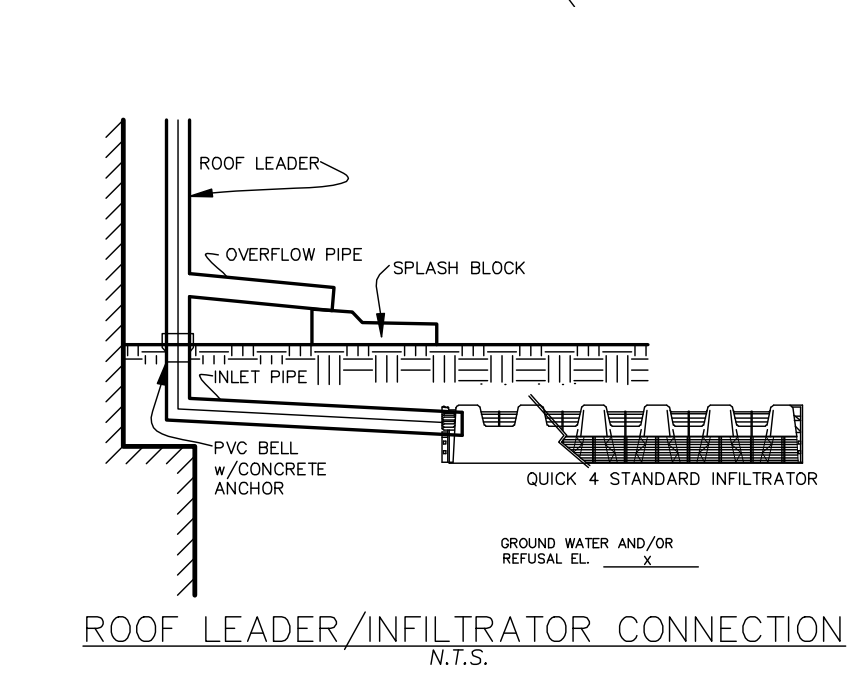 ROOF LEADER
OVERFLOW PIPE
SPLASH BLOCK
INLET PIPE
PVC BELL
w/CONCRETE
ANCHOR
QUICK 4 STANDARD INFILTRATOR
GROUND WATER AND/OR
REFUSAL EL. x
ROOF LEADER/INFILTRATOR CONNECTION
N.T.S.